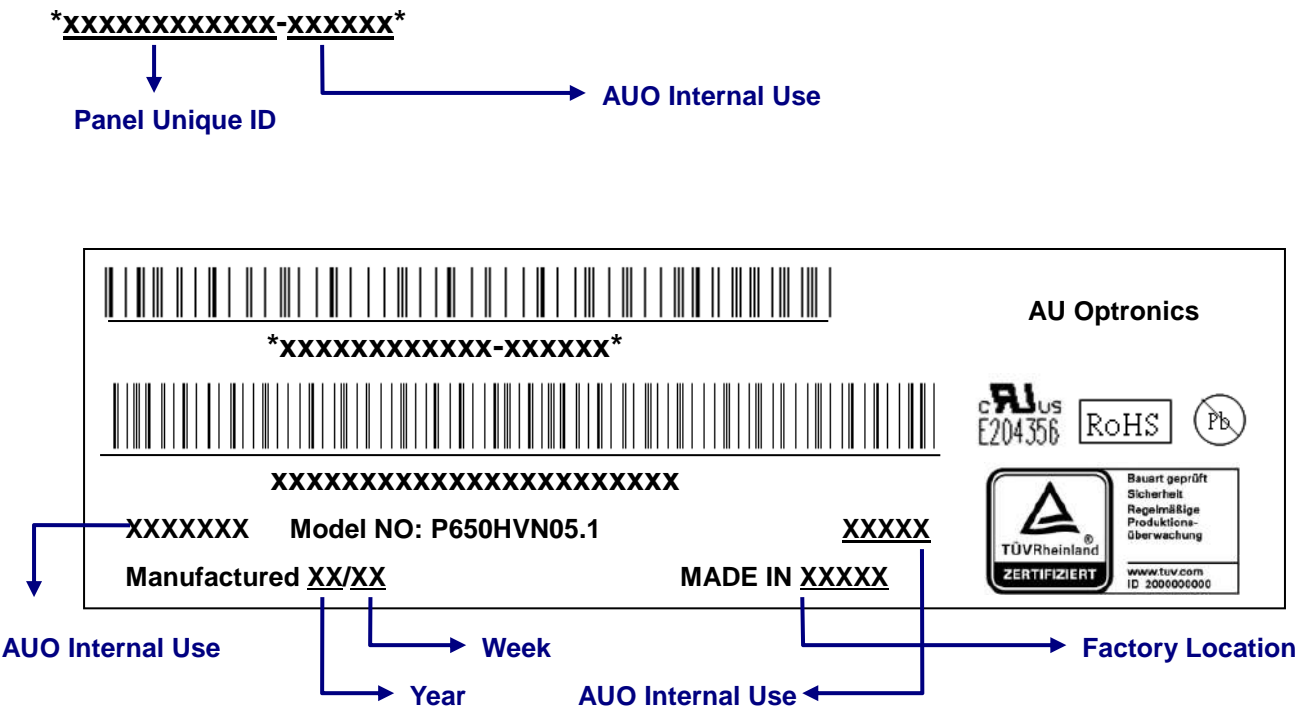 *xxxxxxxxxxxx-xxxxxx*
AUO Internal Use
Panel Unique ID
AU Optronics
*xxxxxxxxxxxx-xxxxxx*
c RU US
E204356
RoHS
Pb
xxxxxxxxxxxxxxxxxxxxxxx
Bauart geprüft
Sicherheit
Regelmäßige
Produktions-
überwachung
TÜVRheinland®
ZERTIFIZIERT
www.tuv.com
ID 2000000000
XXXXXXX Model NO: P650HVN05.1 XXXXX
Manufactured XX/XX MADE IN XXXXX
AUO Internal Use
Week
Factory Location
Year
AUO Internal Use